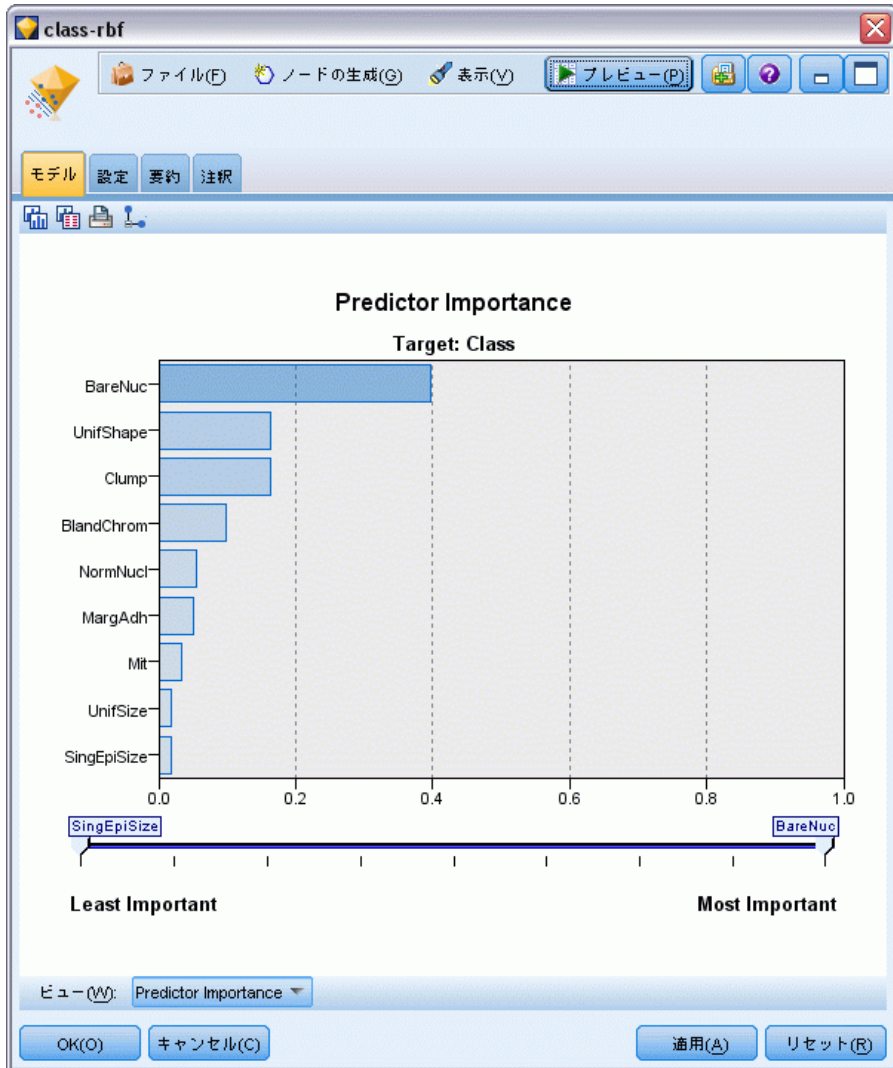 class-rbf
ファイル(F) ノードの生成(G) 表示(V) プレビュー(P)
モデル 設定 要約 注釈
Predictor Importance
Target: Class
BareNuc
UnifShape
Clump
BlandChrom
NormNucl
MargAdh
Mit
UnifSize
SingEpiSize
0.0 0.2 0.4 0.6 0.8 1.0
SingEpiSize BareNuc
Least Important Most Important
ビュー(W): Predictor Importance
OK(O) キャンセル(C) 適用(A) リセット(R)